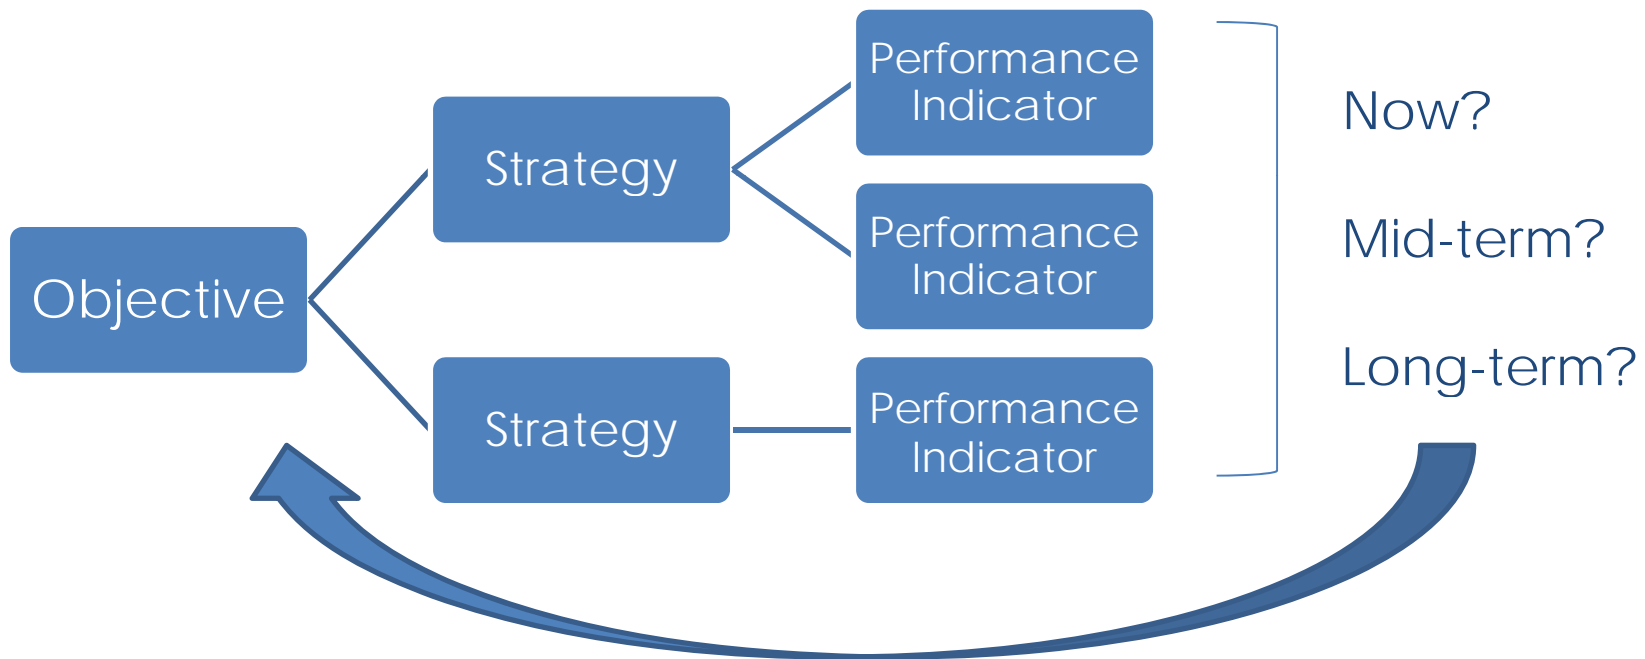 Objective
Strategy
Strategy
Performance
Indicator
Performance
Indicator
Performance
Indicator
Now?
Mid-term?
Long-term?